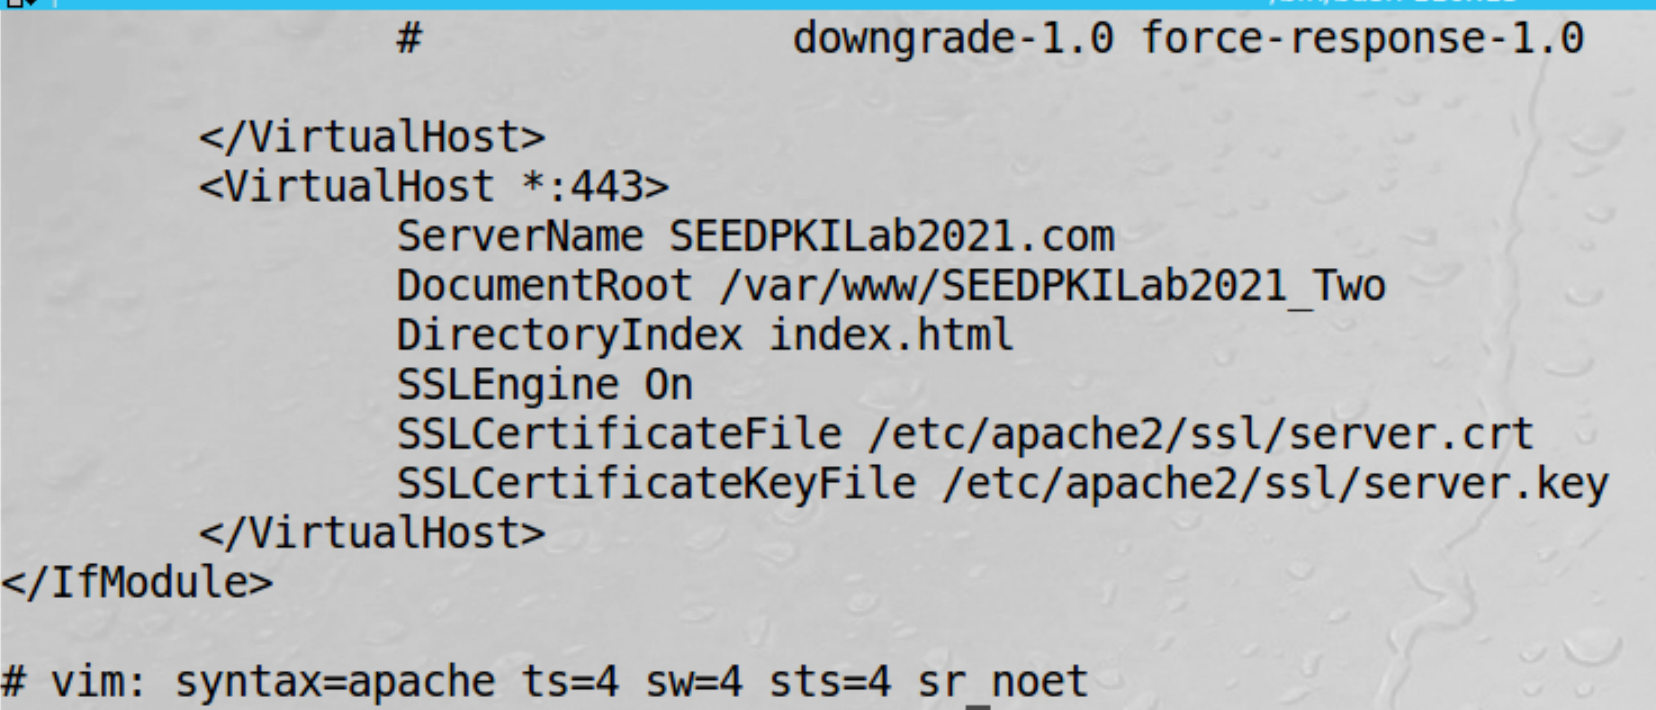 # downgrade-1.0 force-response-1.0
</VirtualHost>
<VirtualHost *:443>
ServerName SEEDPKILab2021.com
DocumentRoot /var/www/SEEDPKILab2021_Two
DirectoryIndex index.html
SSLEngine On
SSLCertificateFile /etc/apache2/ssl/server.crt
SSLCertificateKeyFile /etc/apache2/ssl/server.key
</VirtualHost>
</IfModule>
# vim: syntax=apache ts=4 sw=4 sts=4 sr noet